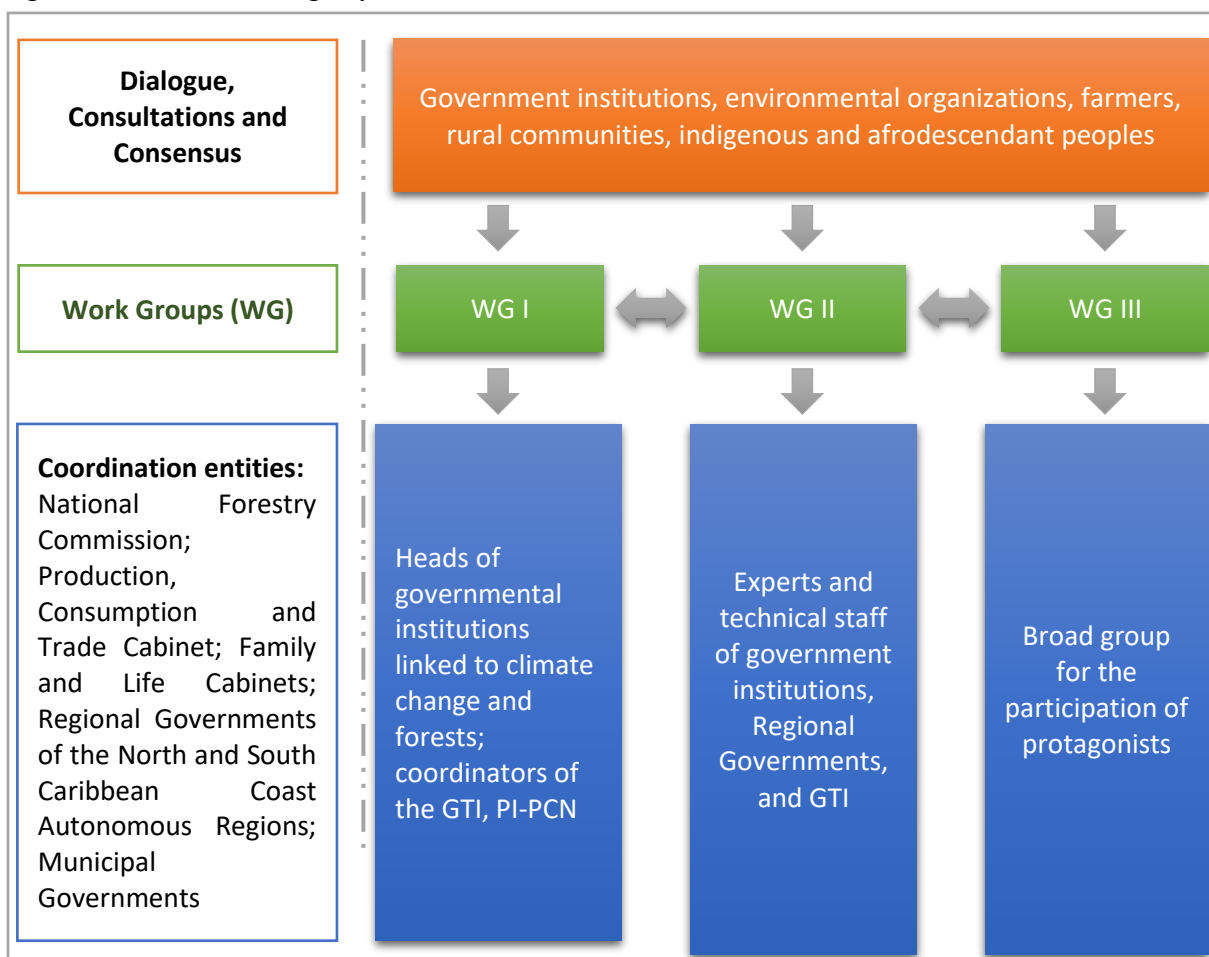 Dialogue,
Consultations and
Consensus
Government institutions, environmental organizations, farmers,
rural communities, indigenous and afrodescendant peoples
Work Groups (WG)
WG I
WG II
WG III
Coordination entities:
National Forestry
Commission;
Production,
Consumption and
Trade Cabinet; Family
and Life Cabinets;
Regional Governments
of the North and South
Caribbean Coast
Autonomous Regions;
Municipal
Governments
Heads of
governmental
institutions
linked to climate
change and
forests;
coordinators of
the GTI, PI-PCN
Experts and
technical staff
of government
institutions,
Regional
Governments,
and GTI
Broad group
for the
participation of
protagonists